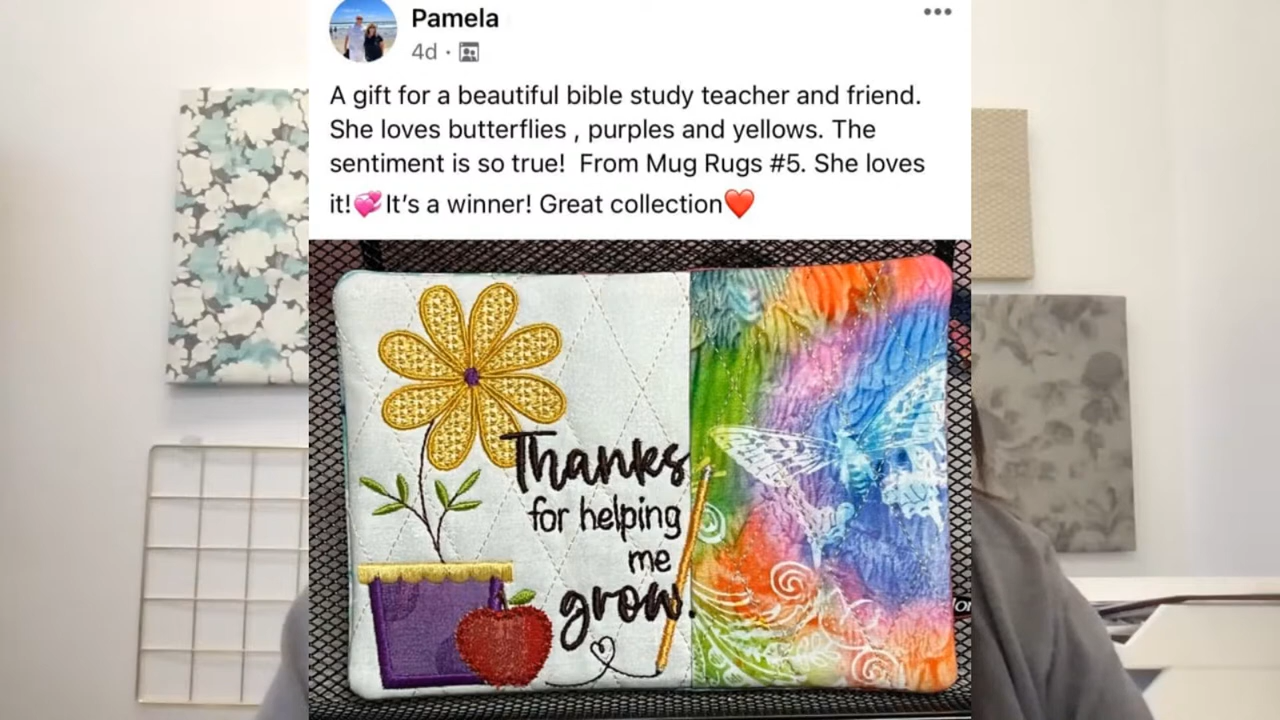 Pamela
4d ·
A gift for a beautiful bible study teacher and friend.
She loves butterflies , purples and yellows. The
sentiment is so true!  From Mug Rugs #5. She loves
it!💞It’s a winner! Great collection❤️
Thanks
for helping
me
grow.